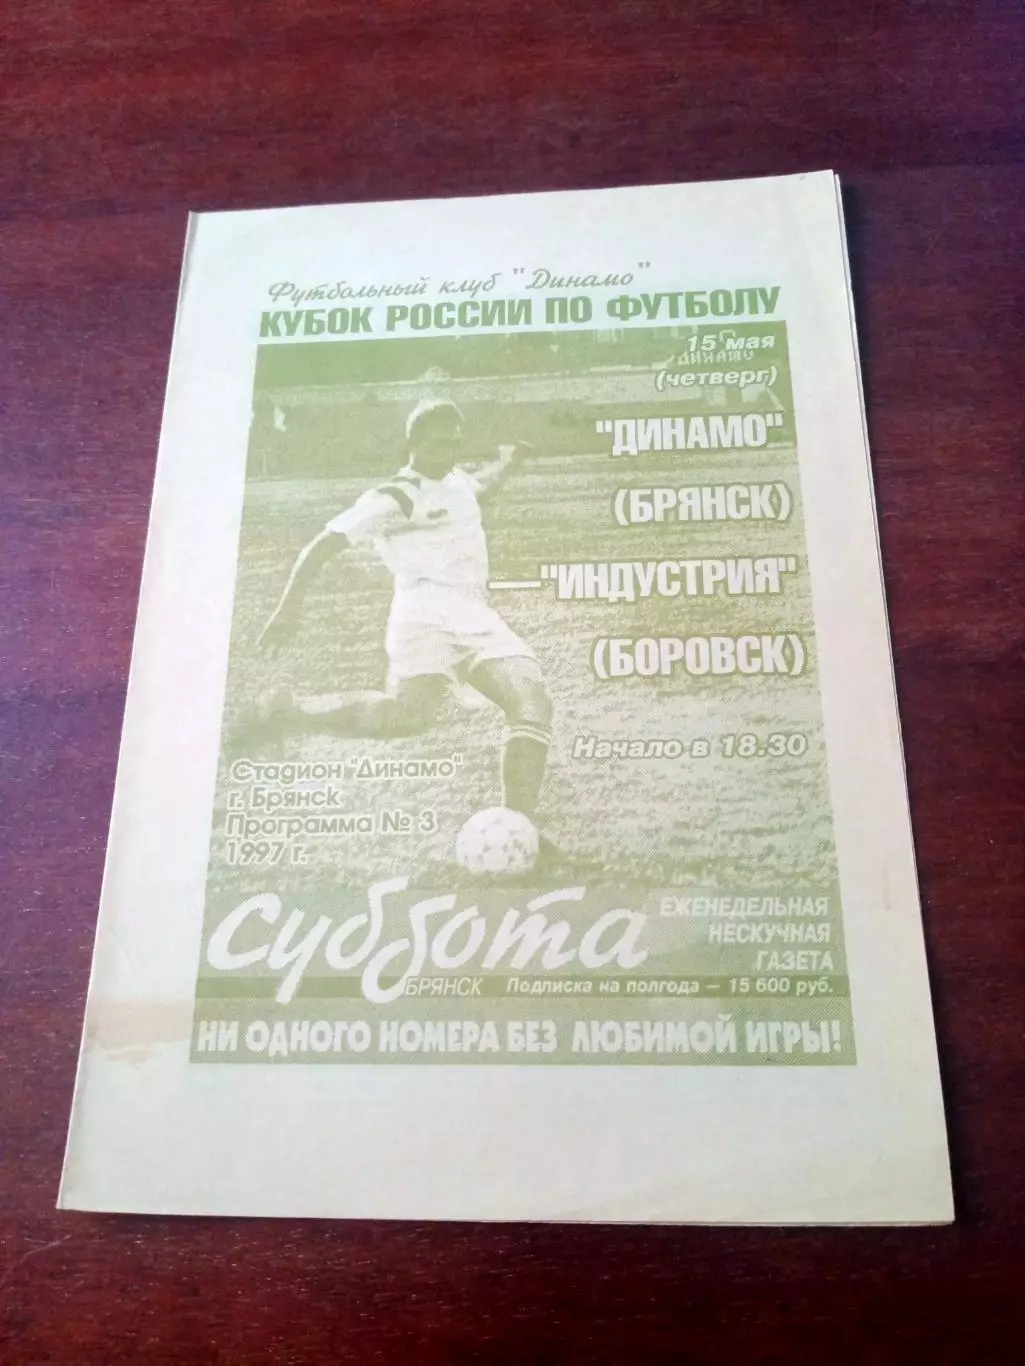 Футбольный клуб "Динамо"
КУБОК РОССИИ ПО ФУТБОЛУ
15 мая
ДИНАМО
(четверг)
"ДИНАМО"
(БРЯНСК)
—"ИНДУСТРИЯ"
(БОРОВСК)
Начало в 18.30
Стадион "Динамо"
г. Брянск
Программа № 3
1997 г.
Суббота
БРЯНСК
ЕЖЕНЕДЕЛЬНАЯ
НЕСКУЧНАЯ
ГАЗЕТА
Подписка на полгода — 15 600 руб.
НИ ОДНОГО НОМЕРА БЕЗ ЛЮБИМОЙ ИГРЫ!